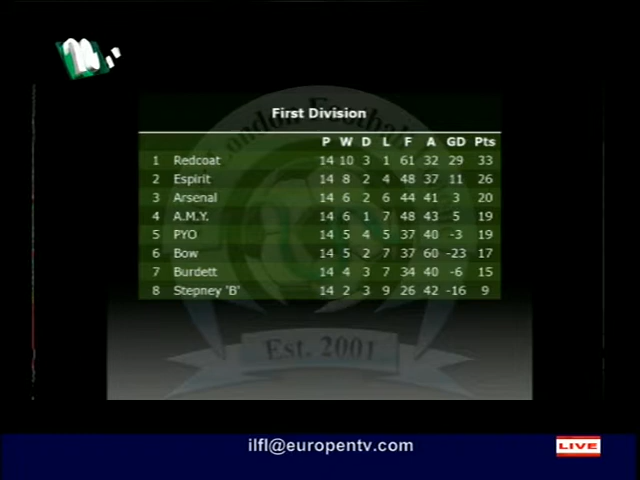 First Division
P W D L F A GD Pts
1 Redcoat 14 10 3 1 61 32 29 33
2 Espirit 14 8 2 4 48 37 11 26
3 Arsenal 14 6 2 6 44 41 3 20
4 A.M.Y. 14 6 1 7 48 43 5 19
5 PYO 14 5 4 5 37 40 -3 19
6 Bow 14 5 2 7 37 60 -23 17
7 Burdett 14 4 3 7 34 40 -6 15
8 Stepney 'B' 14 2 3 9 26 42 -16 9
Est. 2001
ilfl@europentv.com
LIVE